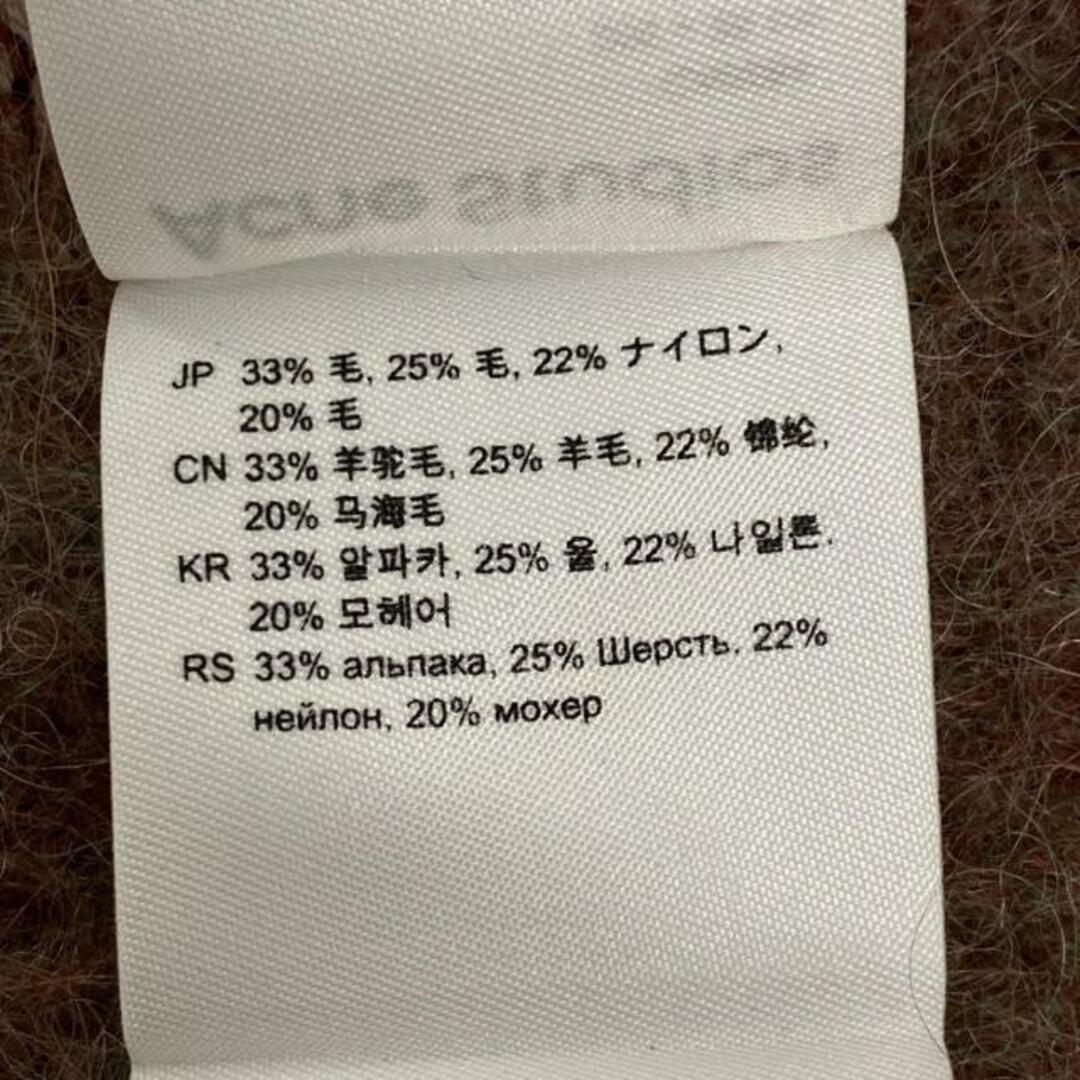 Acne Studios
JP 33% 毛, 25% 毛, 22% ナイロン,
20% 毛
CN 33% 羊驼毛, 25% 羊毛, 22% 锦纶,
20% 马海毛
KR 33% 알파카, 25% 울, 22% 나일론,
20% 모헤어
RS 33% альпака, 25% Шерсть. 22%
нейлон, 20% мохер